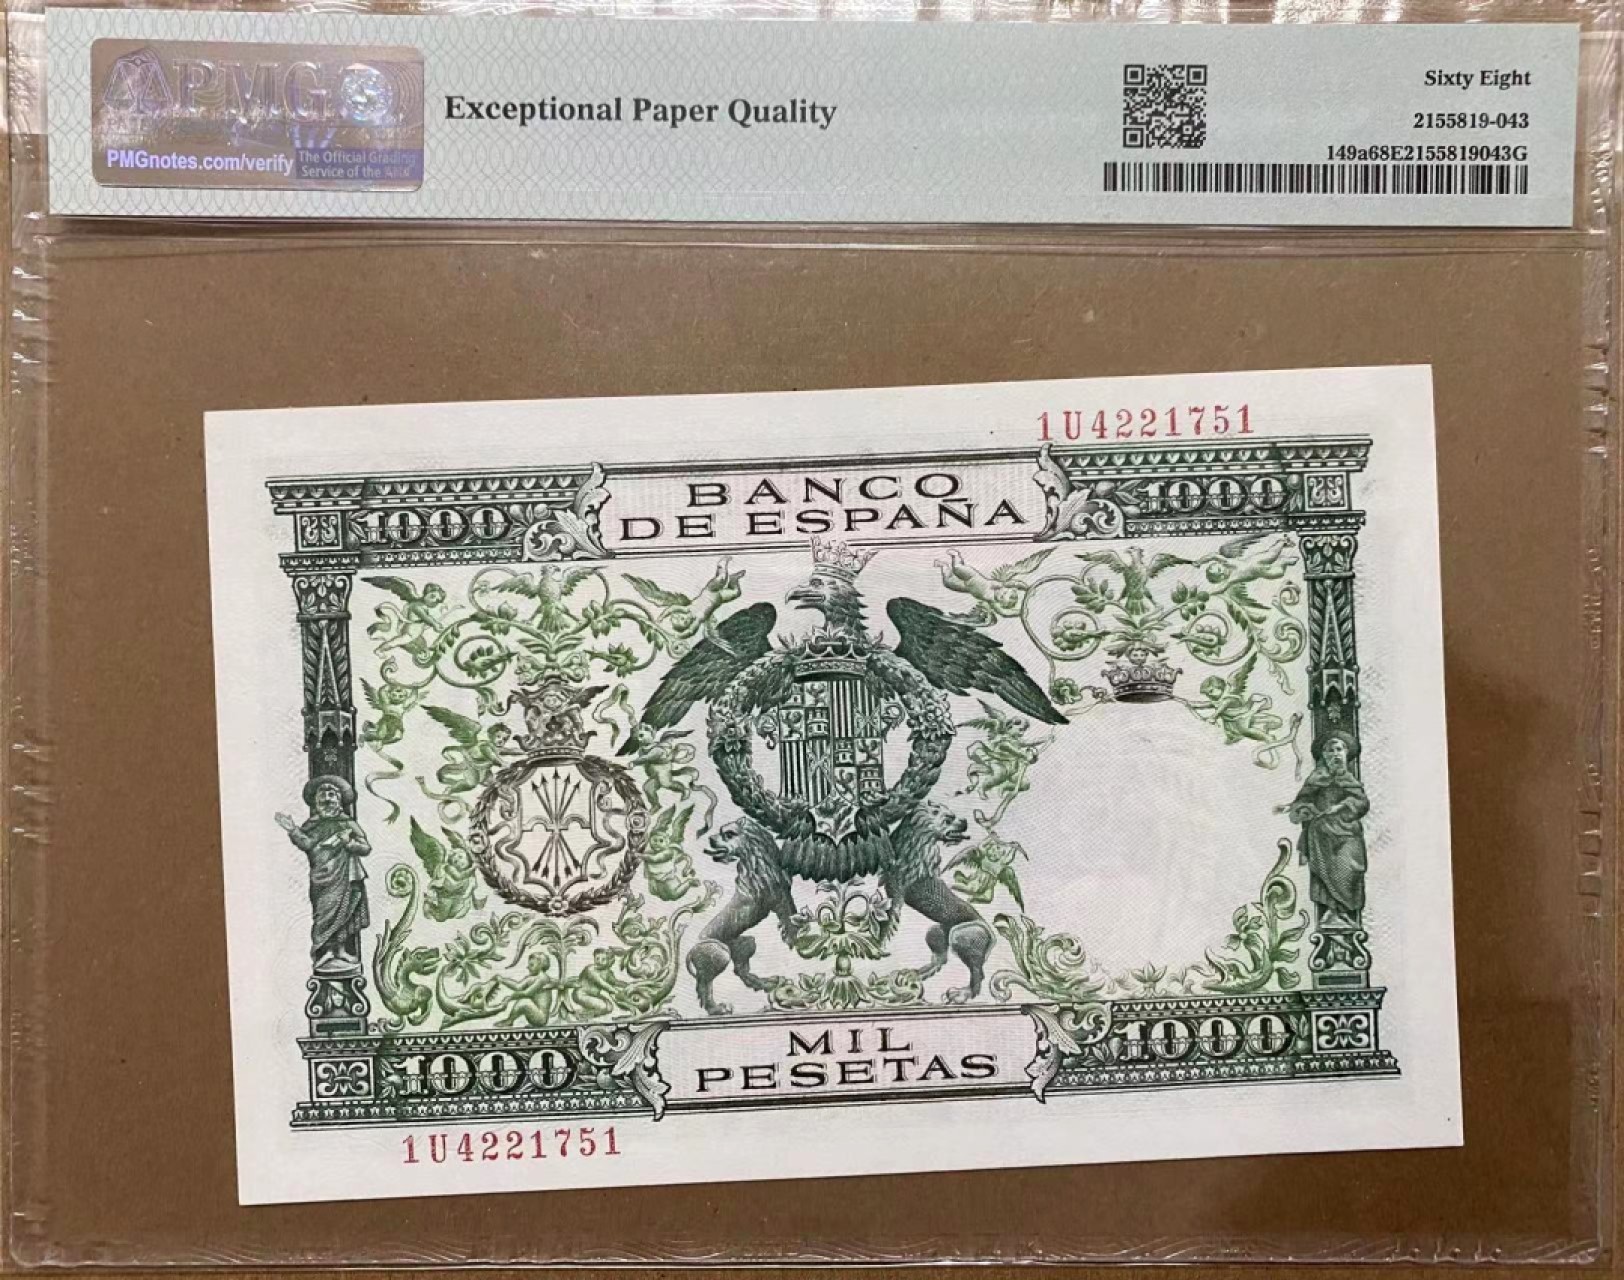 PMG
PMGnotes.com/verify
The Official Grading
Service of the
Exceptional Paper Quality
Sixty Eight
2155819-043
149a68E2155819043G
1U4221751
BANCO
DE ESPAÑA
1000
1000
MIL
PESETAS
1000
1000
1U4221751